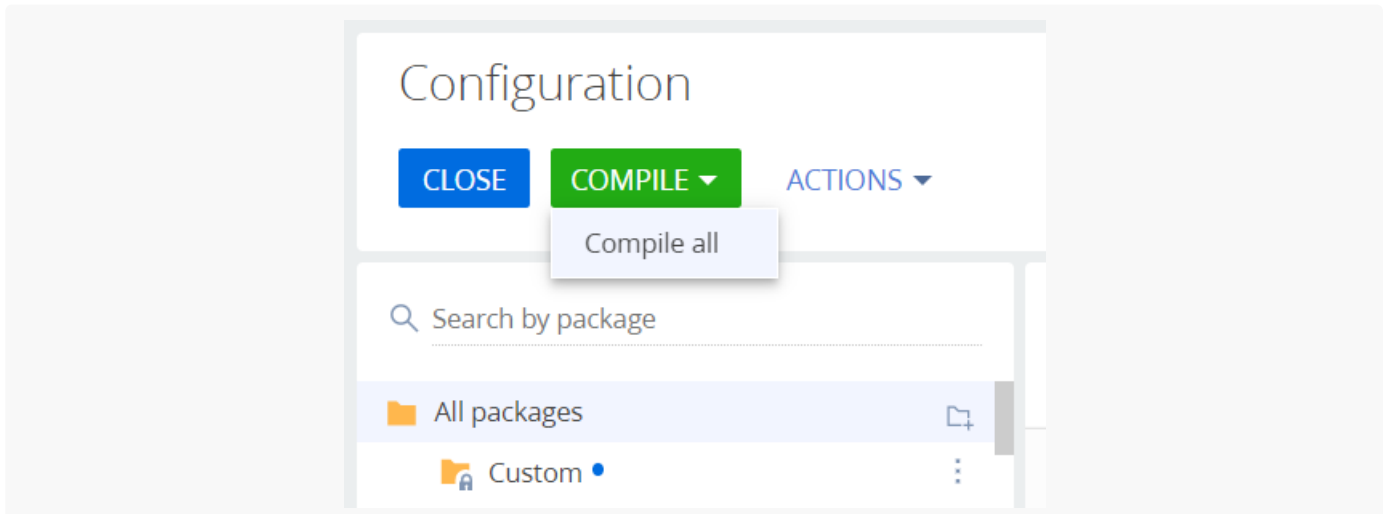 Configuration
CLOSE COMPILE ACTIONS
Compile all
Search by package
All packages
Custom